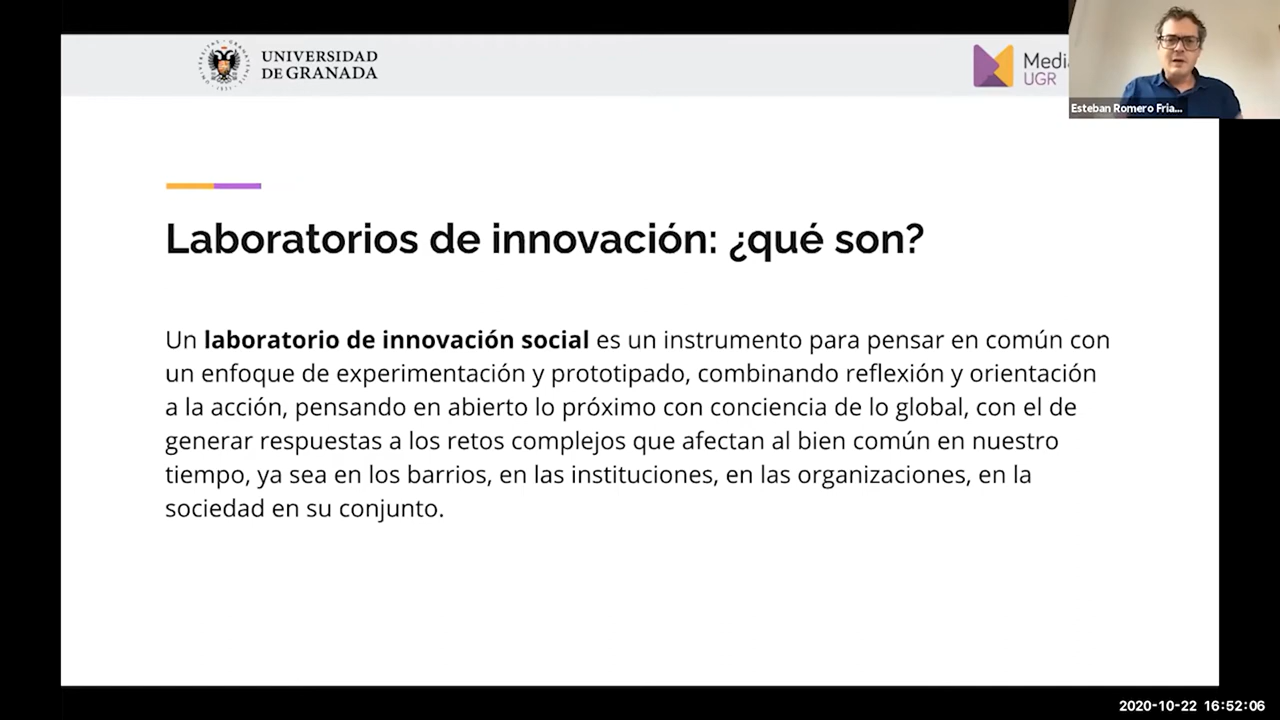 UNIVERSIDAD
DE GRANADA
Medi
UGR
Esteban Romero Fria...
Laboratorios de innovación: ¿qué son?
Un laboratorio de innovación social es un instrumento para pensar en común con
un enfoque de experimentación y prototipado, combinando reflexión y orientación
a la acción, pensando en abierto lo próximo con conciencia de lo global, con el de
generar respuestas a los retos complejos que afectan al bien común en nuestro
tiempo, ya sea en los barrios, en las instituciones, en las organizaciones, en la
sociedad en su conjunto.
2020-10-22 16:52:06